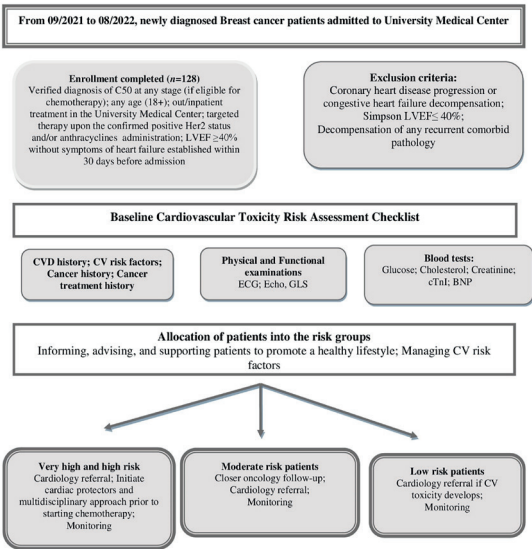 From 09/2021 to 08/2022, newly diagnosed Breast cancer patients admitted to University Medical Center
Enrollment completed (n=128)
Verified diagnosis of C50 at any stage (if eligible for
chemotherapy); any age (18+); out/inpatient
treatment in the University Medical Center; targeted
therapy upon the confirmed positive Her2 status
and/or anthracyclines administration; LVEF ≥40%
without symptoms of heart failure established within
30 days before admission
Exclusion criteria:
Coronary heart disease progression or
congestive heart failure decompensation;
Simpson LVEF≤ 40%;
Decompensation of any recurrent comorbid
pathology
Baseline Cardiovascular Toxicity Risk Assessment Checklist
CVD history; CV risk factors;
Cancer history; Cancer
treatment history
Physical and Functional
examinations
ECG; Echo, GLS
Blood tests:
Glucose; Cholesterol; Creatinine;
cTnI; BNP
Allocation of patients into the risk groups
Informing, advising, and supporting patients to promote a healthy lifestyle; Managing CV risk
factors
Very high and high risk
Cardiology referral; Initiate
cardiac protectors and
multidisciplinary approach prior to
starting chemotherapy;
Monitoring
Moderate risk patients
Closer oncology follow-up;
Cardiology referral;
Monitoring
Low risk patients
Cardiology referral if CV
toxicity develops;
Monitoring